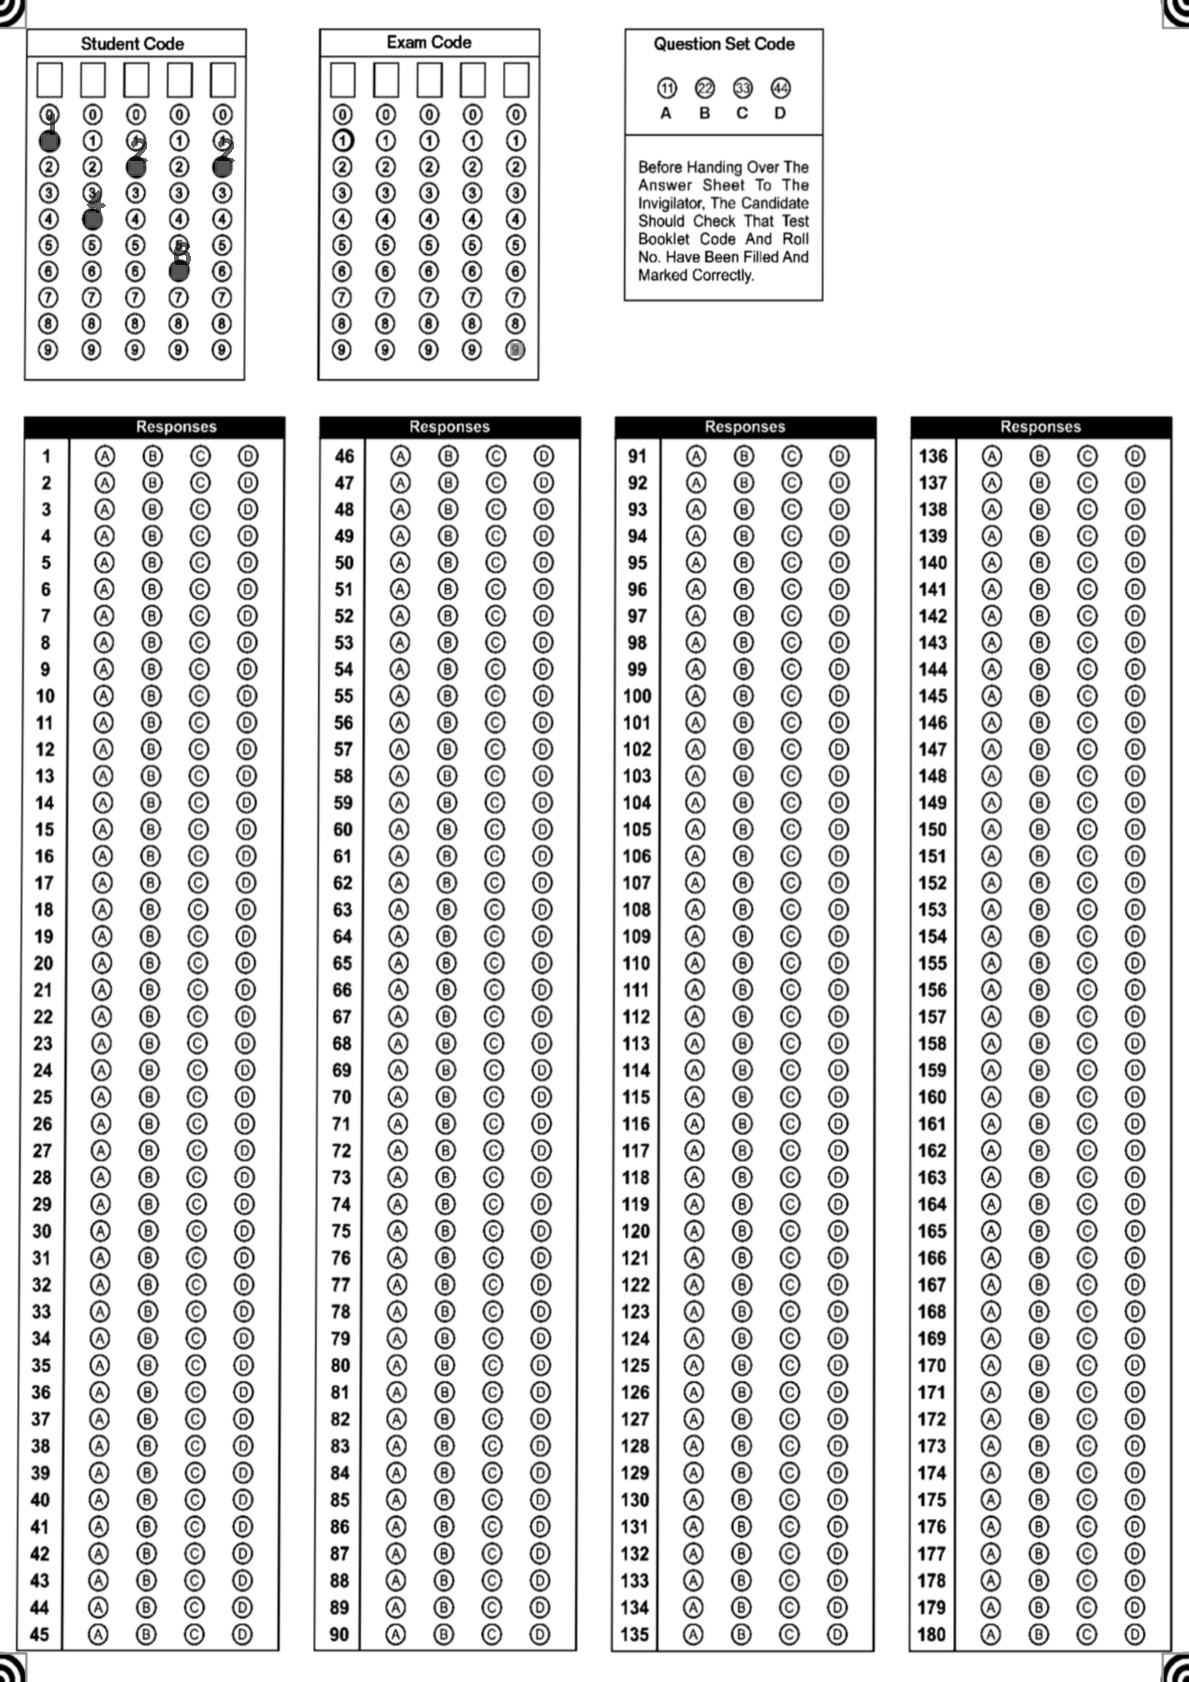 Student Code
0 0 0 0 0
1 1
2 2 2 2
3 3 3 3
4 4 4 4
5 5 5 5
6 6 6 6
7 7 7 7 7
8 8 8 8 8
9 9 9 9 9
Exam Code
0 0 0 0 0
1 1 1 1 1
2 2 2 2 2
3 3 3 3 3
4 4 4 4 4
5 5 5 5 5
6 6 6 6 6
7 7 7 7 7
8 8 8 8 8
9 9 9 9 9
Question Set Code
11 22 33 44
A B C D
Before Handing Over The
Answer Sheet To The
Invigilator, The Candidate
Should Check That Test
Booklet Code And Roll
No. Have Been Filled And
Marked Correctly.
Responses Responses Responses Responses
1 A B C D 46 A B C D 91 A B C D 136 A B C D
2 A B C D 47 A B C D 92 A B C D 137 A B C D
3 A B C D 48 A B C D 93 A B C D 138 A B C D
4 A B C D 49 A B C D 94 A B C D 139 A B C D
5 A B C D 50 A B C D 95 A B C D 140 A B C D
6 A B C D 51 A B C D 96 A B C D 141 A B C D
7 A B C D 52 A B C D 97 A B C D 142 A B C D
8 A B C D 53 A B C D 98 A B C D 143 A B C D
9 A B C D 54 A B C D 99 A B C D 144 A B C D
10 A B C D 55 A B C D 100 A B C D 145 A B C D
11 A B C D 56 A B C D 101 A B C D 146 A B C D
12 A B C D 57 A B C D 102 A B C D 147 A B C D
13 A B C D 58 A B C D 103 A B C D 148 A B C D
14 A B C D 59 A B C D 104 A B C D 149 A B C D
15 A B C D 60 A B C D 105 A B C D 150 A B C D
16 A B C D 61 A B C D 106 A B C D 151 A B C D
17 A B C D 62 A B C D 107 A B C D 152 A B C D
18 A B C D 63 A B C D 108 A B C D 153 A B C D
19 A B C D 64 A B C D 109 A B C D 154 A B C D
20 A B C D 65 A B C D 110 A B C D 155 A B C D
21 A B C D 66 A B C D 111 A B C D 156 A B C D
22 A B C D 67 A B C D 112 A B C D 157 A B C D
23 A B C D 68 A B C D 113 A B C D 158 A B C D
24 A B C D 69 A B C D 114 A B C D 159 A B C D
25 A B C D 70 A B C D 115 A B C D 160 A B C D
26 A B C D 71 A B C D 116 A B C D 161 A B C D
27 A B C D 72 A B C D 117 A B C D 162 A B C D
28 A B C D 73 A B C D 118 A B C D 163 A B C D
29 A B C D 74 A B C D 119 A B C D 164 A B C D
30 A B C D 75 A B C D 120 A B C D 165 A B C D
31 A B C D 76 A B C D 121 A B C D 166 A B C D
32 A B C D 77 A B C D 122 A B C D 167 A B C D
33 A B C D 78 A B C D 123 A B C D 168 A B C D
34 A B C D 79 A B C D 124 A B C D 169 A B C D
35 A B C D 80 A B C D 125 A B C D 170 A B C D
36 A B C D 81 A B C D 126 A B C D 171 A B C D
37 A B C D 82 A B C D 127 A B C D 172 A B C D
38 A B C D 83 A B C D 128 A B C D 173 A B C D
39 A B C D 84 A B C D 129 A B C D 174 A B C D
40 A B C D 85 A B C D 130 A B C D 175 A B C D
41 A B C D 86 A B C D 131 A B C D 176 A B C D
42 A B C D 87 A B C D 132 A B C D 177 A B C D
43 A B C D 88 A B C D 133 A B C D 178 A B C D
44 A B C D 89 A B C D 134 A B C D 179 A B C D
45 A B C D 90 A B C D 135 A B C D 180 A B C D